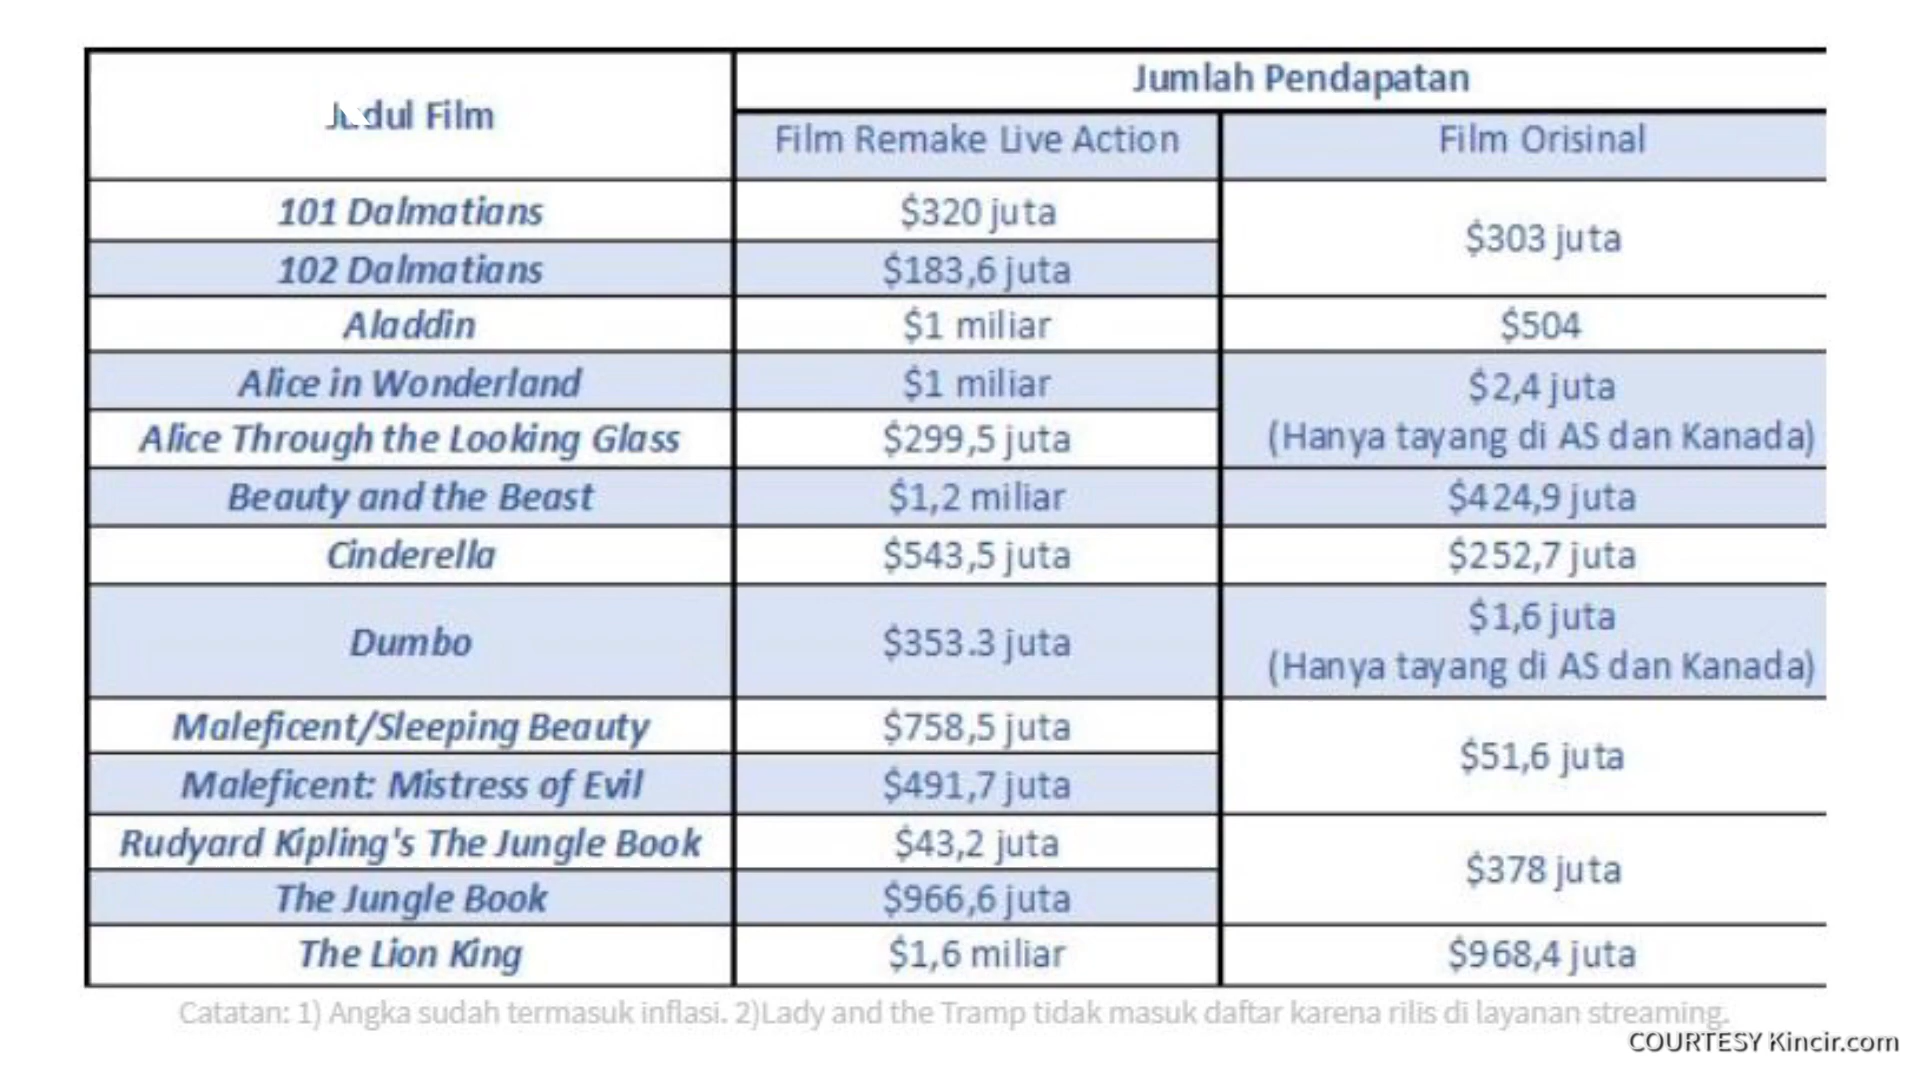 Judul Film
Jumlah Pendapatan
Film Remake Live Action
Film Orisinal
101 Dalmatians
$320 juta
$303 juta
102 Dalmatians
$183,6 juta
Aladdin
$1 miliar
$504
Alice in Wonderland
$1 miliar
$2,4 juta
(Hanya tayang di AS dan Kanada)
Alice Through the Looking Glass
$299,5 juta
Beauty and the Beast
$1,2 miliar
$424,9 juta
Cinderella
$543,5 juta
$252,7 juta
Dumbo
$353.3 juta
$1,6 juta
(Hanya tayang di AS dan Kanada)
Maleficent/Sleeping Beauty
$758,5 juta
$51,6 juta
Maleficent: Mistress of Evil
$491,7 juta
Rudyard Kipling's The Jungle Book
$43,2 juta
$378 juta
The Jungle Book
$966,6 juta
The Lion King
$1,6 miliar
$968,4 juta
Catatan: 1) Angka sudah termasuk inflasi. 2)Lady and the Tramp tidak masuk daftar karena rilis di layanan streaming.
COURTESY Kincir.com